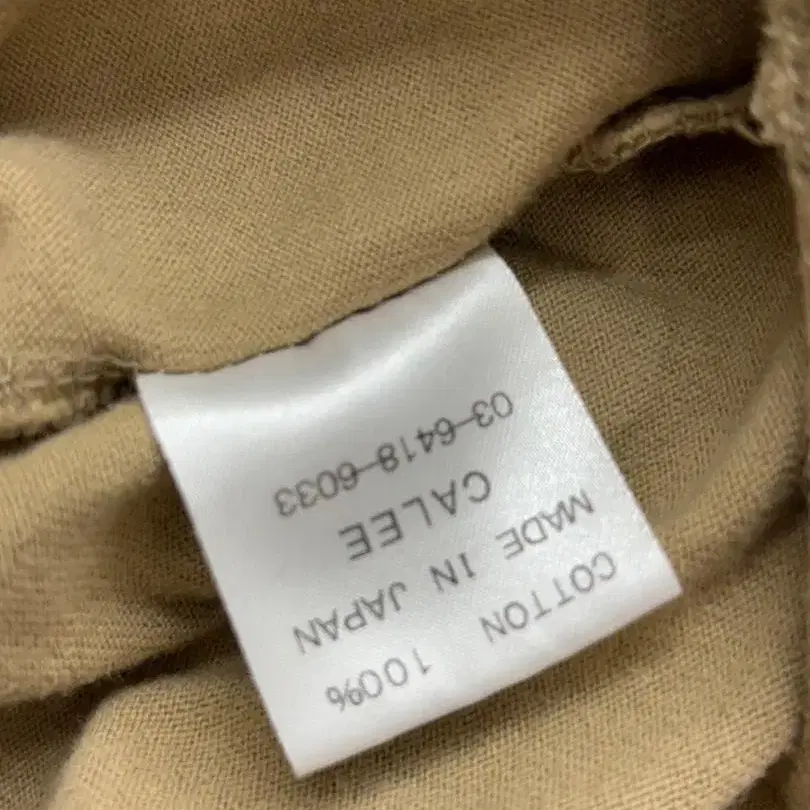 COTTON 100%
MADE IN JAPAN
CALEE
03-6418-6033